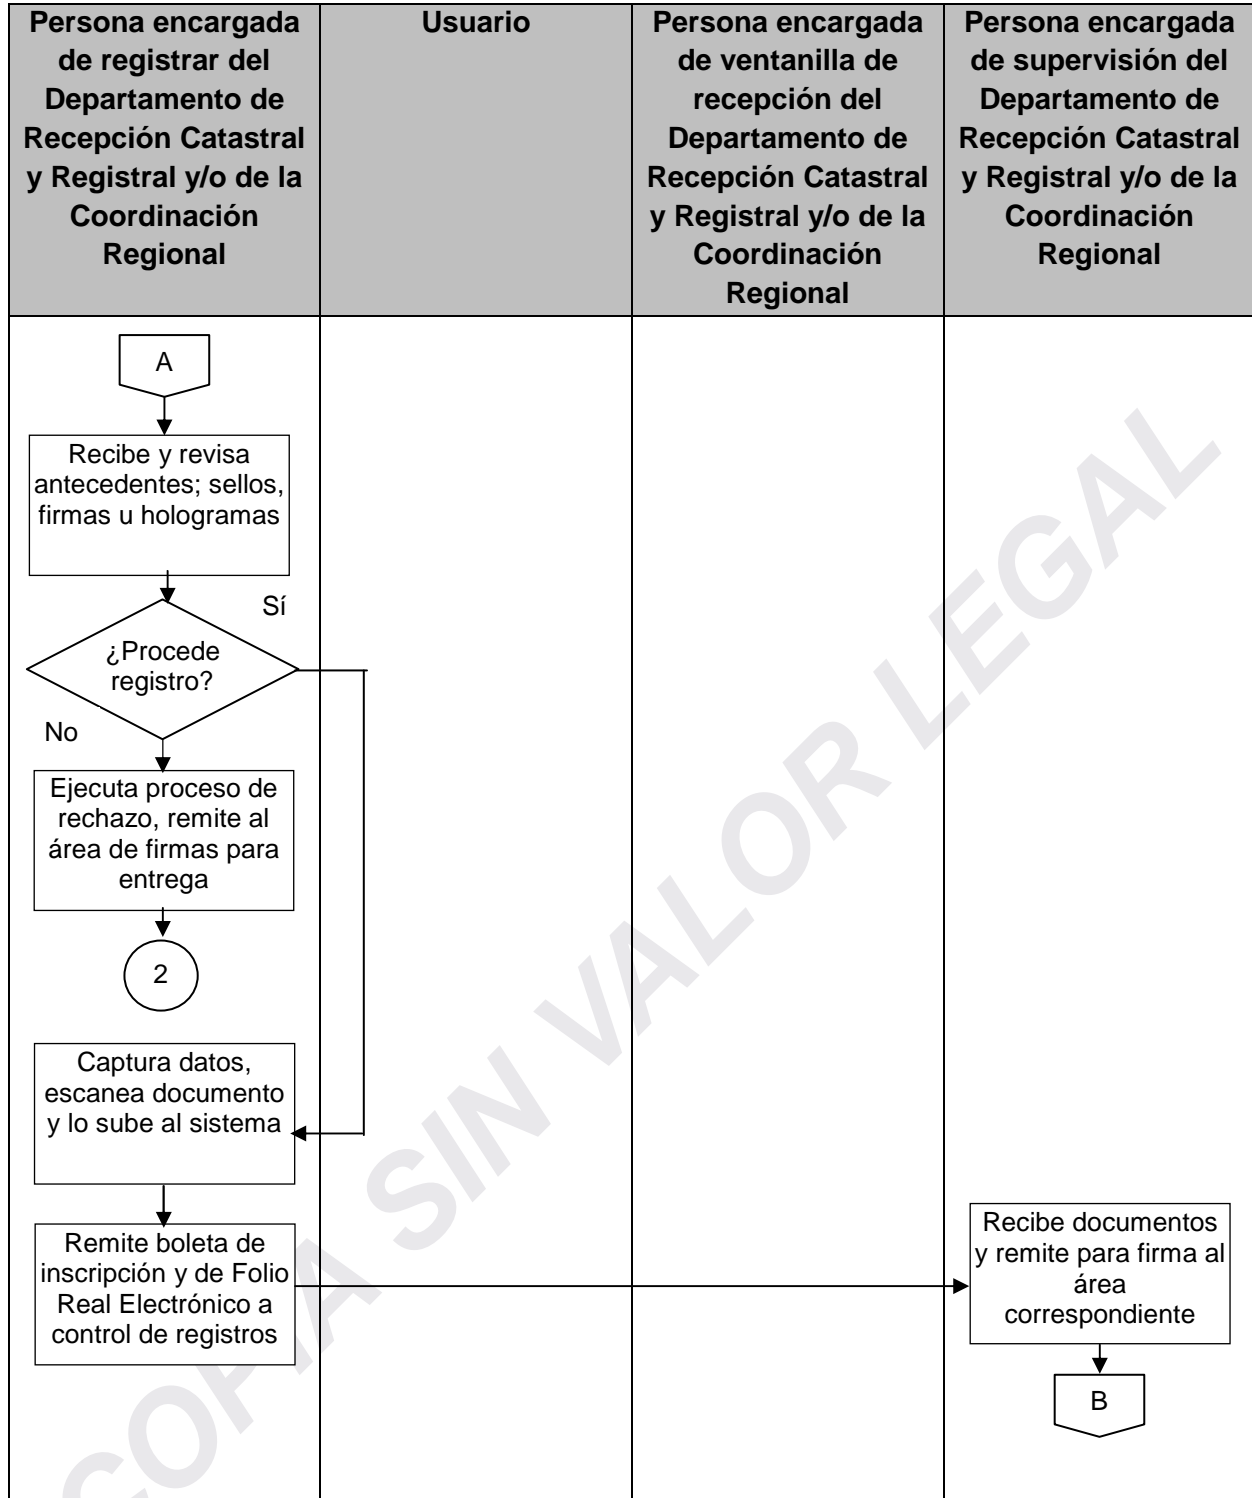 Persona encargada
de registrar del
Departamento de
Recepción Catastral
y Registral y/o de la
Coordinación
Regional
Usuario
Persona encargada
de ventanilla de
recepción del
Departamento de
Recepción Catastral
y Registral y/o de la
Coordinación
Regional
Persona encargada
de supervisión del
Departamento de
Recepción Catastral
y Registral y/o de la
Coordinación
Regional
A
Recibe y revisa
antecedentes; sellos,
firmas u hologramas
Sí
¿Procede
registro?
No
Ejecuta proceso de
rechazo, remite al
área de firmas para
entrega
2
Captura datos,
escanea documento
y lo sube al sistema
Remite boleta de
inscripción y de Folio
Real Electrónico a
control de registros
Recibe documentos
y remite para firma al
área
correspondiente
B
COPIA SIN VALOR LEGAL